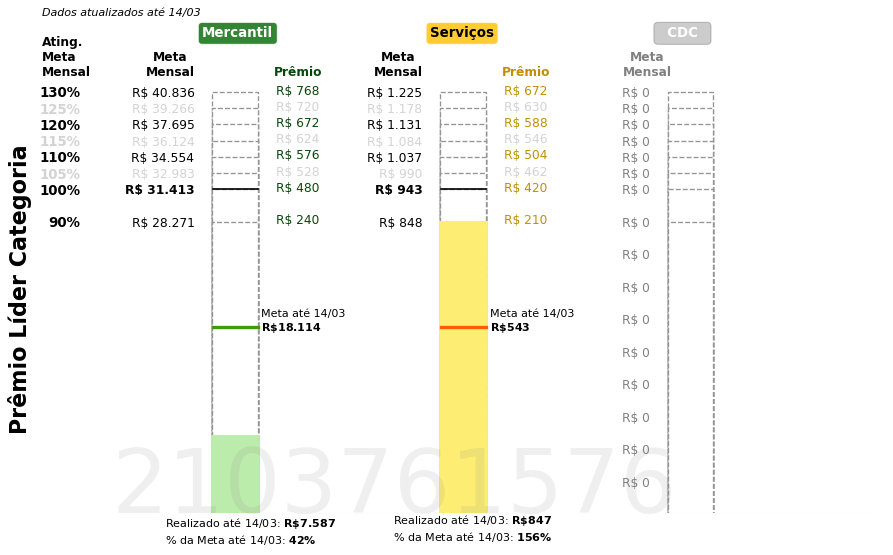 Dados atualizados até 14/03
Mercantil
Serviços
CDC
Ating.
Meta
Mensal
Meta
Mensal
Prêmio
Meta
Mensal
Prêmio
Meta
Mensal
130% R$ 40.836 R$ 768 R$ 1.225 R$ 672 R$ 0
125% R$ 39.266 R$ 720 R$ 1.178 R$ 630 R$ 0
120% R$ 37.695 R$ 672 R$ 1.131 R$ 588 R$ 0
115% R$ 36.124 R$ 624 R$ 1.084 R$ 546 R$ 0
110% R$ 34.554 R$ 576 R$ 1.037 R$ 504 R$ 0
105% R$ 32.983 R$ 528 R$ 990 R$ 462 R$ 0
100% R$ 31.413 R$ 480 R$ 943 R$ 420 R$ 0
90% R$ 28.271 R$ 240 R$ 848 R$ 210 R$ 0
R$ 0
R$ 0
R$ 0
R$ 0
R$ 0
R$ 0
R$ 0
R$ 0
Meta até 14/03
R$18.114
Meta até 14/03
R$543
Prêmio Líder Categoria
2103761576
Realizado até 14/03: R$7.587
% da Meta até 14/03: 42%
Realizado até 14/03: R$847
% da Meta até 14/03: 156%